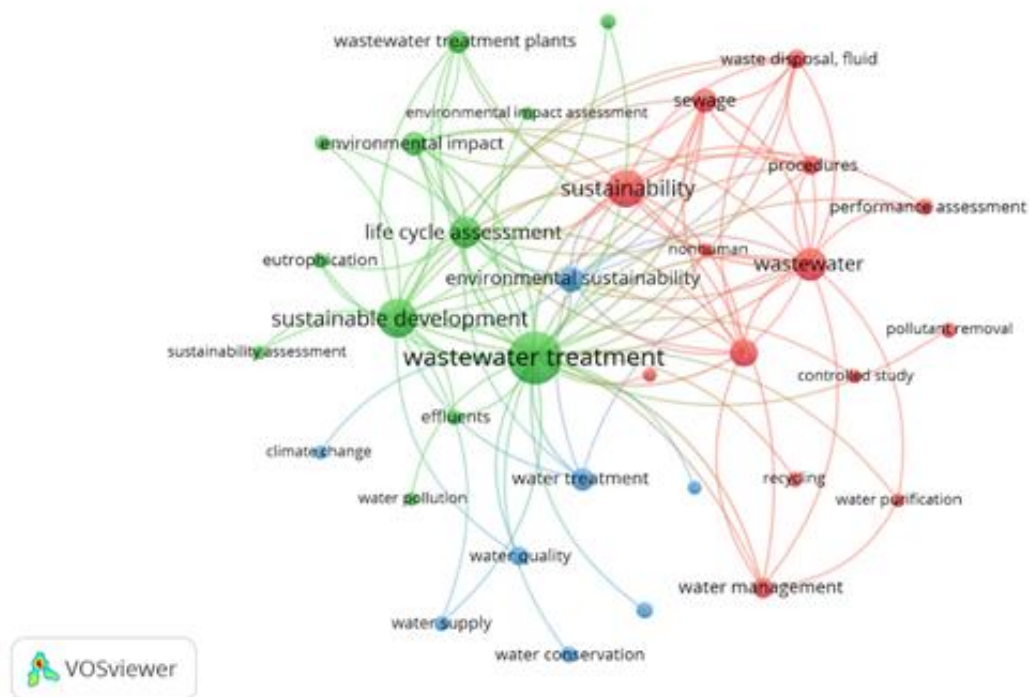 wastewater treatment plants
waste disposal, fluid
sewage
environmental impact assessment
environmental impact
procedures
sustainability
performance assessment
life cycle assessment
nonhuman
eutrophication
wastewater
environmental sustainability
sustainable development
pollutant removal
sustainability assessment
wastewater treatment
controlled study
effluents
climate change
water treatment
recycling
water pollution
water purification
water quality
water management
water supply
water conservation
VOSviewer